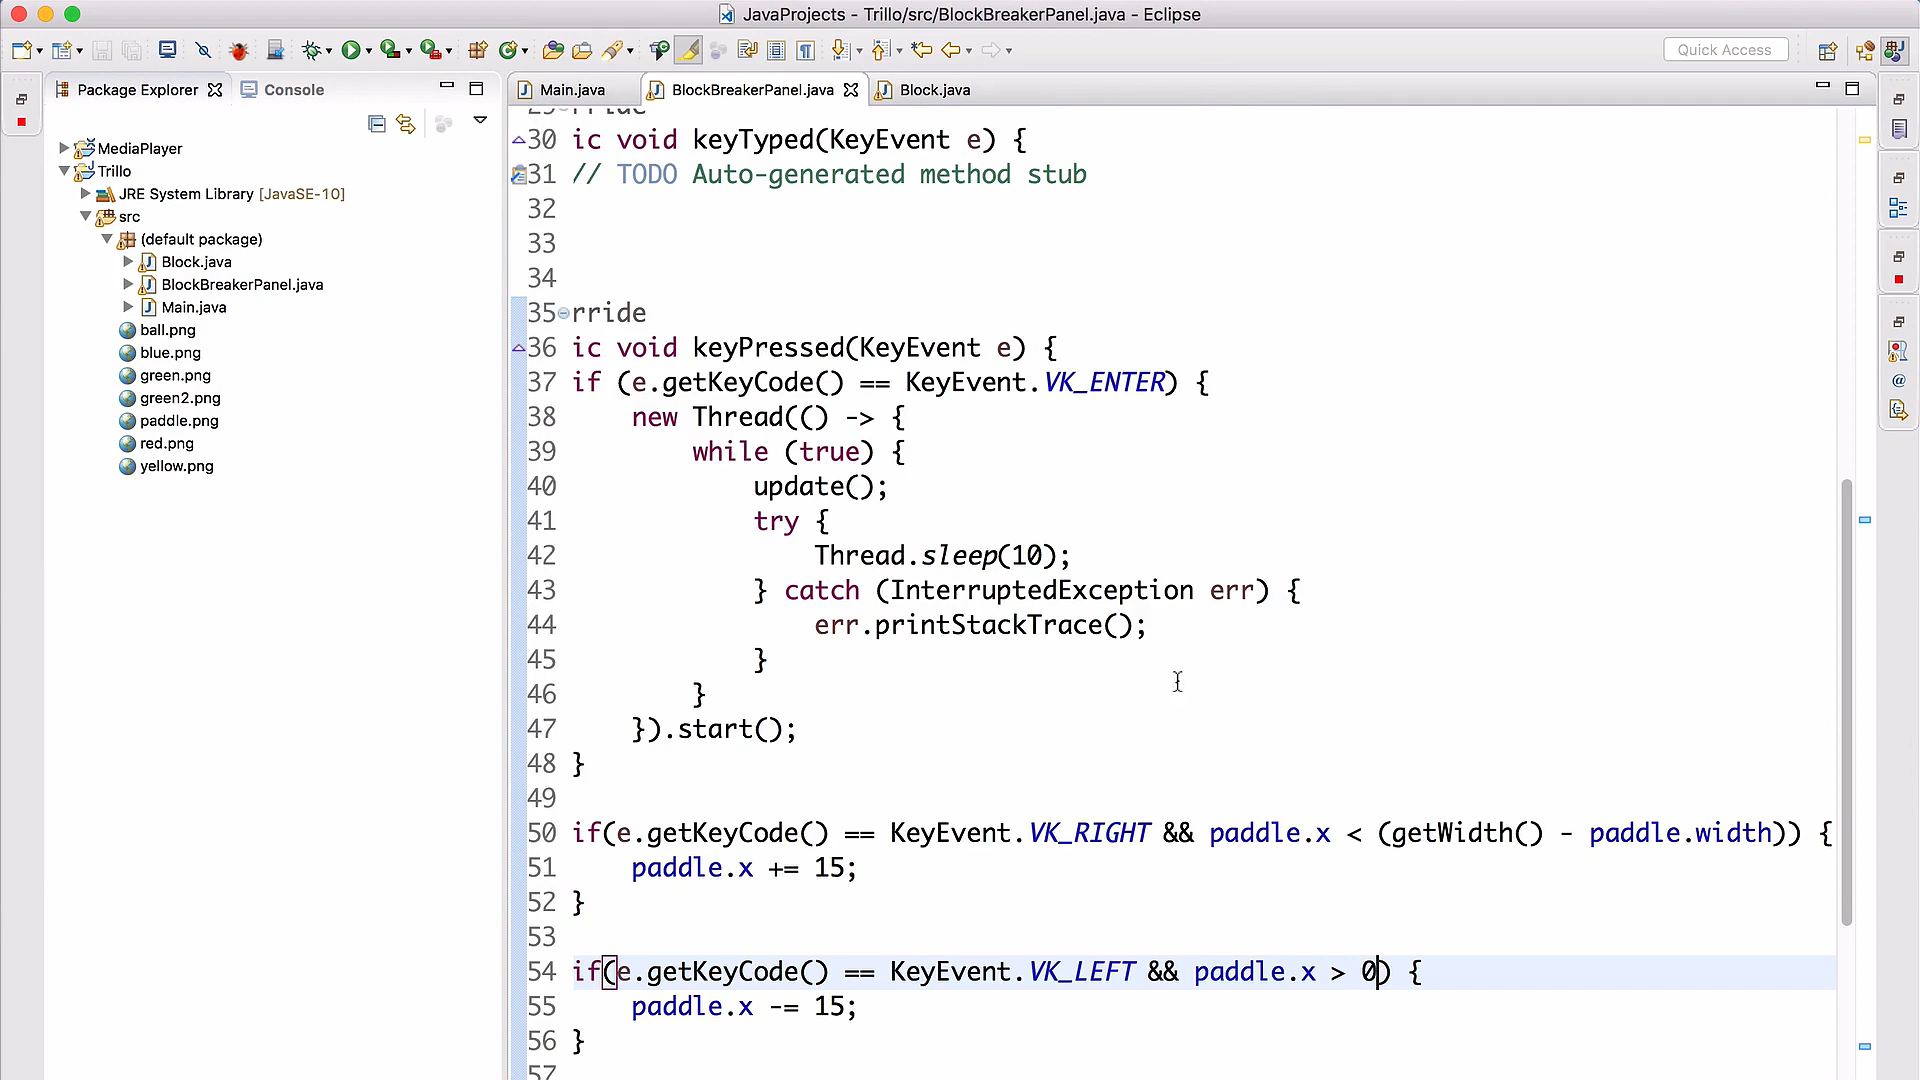 JavaProjects - Trillo/src/BlockBreakerPanel.java - Eclipse
Quick Access
Package Explorer
Console
Main.java
BlockBreakerPanel.java
Block.java
MediaPlayer
Trillo
JRE System Library [JavaSE-10]
src
(default package)
Block.java
BlockBreakerPanel.java
Main.java
ball.png
blue.png
green.png
green2.png
paddle.png
red.png
yellow.png
30 ic void keyTyped(KeyEvent e) {
31 // TODO Auto-generated method stub
32
33
34
35 rride
36 ic void keyPressed(KeyEvent e) {
37 if (e.getKeyCode() == KeyEvent.VK_ENTER) {
38 new Thread(() -> {
39 while (true) {
40 update();
41 try {
42 Thread.sleep(10);
43 } catch (InterruptedException err) {
44 err.printStackTrace();
45 }
46 }
47 }).start();
48 }
49
50 if(e.getKeyCode() == KeyEvent.VK_RIGHT && paddle.x < (getWidth() - paddle.width)) {
51 paddle.x += 15;
52 }
53
54 if(e.getKeyCode() == KeyEvent.VK_LEFT && paddle.x > 0) {
55 paddle.x -= 15;
56 }
57